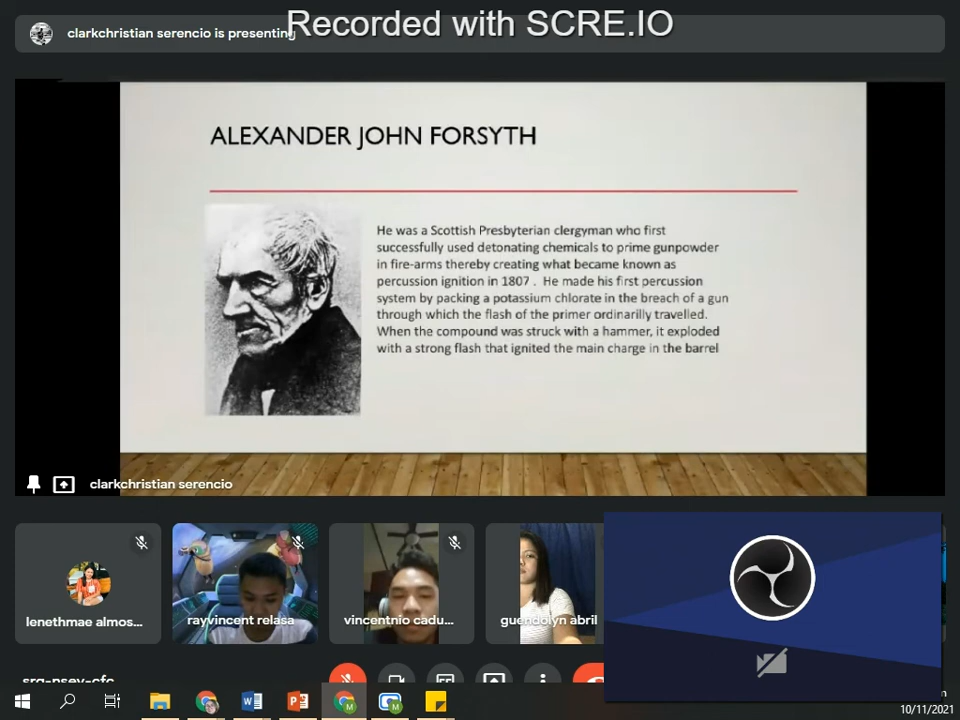 Recorded with SCRE.IO
clarkchristian serencio is presenting
ALEXANDER JOHN FORSYTH
He was a Scottish Presbyterian clergyman who first
successfully used detonating chemicals to prime gunpowder
in fire-arms thereby creating what became known as
percussion ignition in 1807 . He made his first percussion
system by packing a potassium chlorate in the breach of a gun
through which the flash of the primer ordinarilly travelled.
When the compound was struck with a hammer, it exploded
with a strong flash that ignited the main charge in the barrel
clarkchristian serencio
lenethmae almos...
rayvincent relasa
vincentnio cadu...
guendolyn abril
10/11/2021